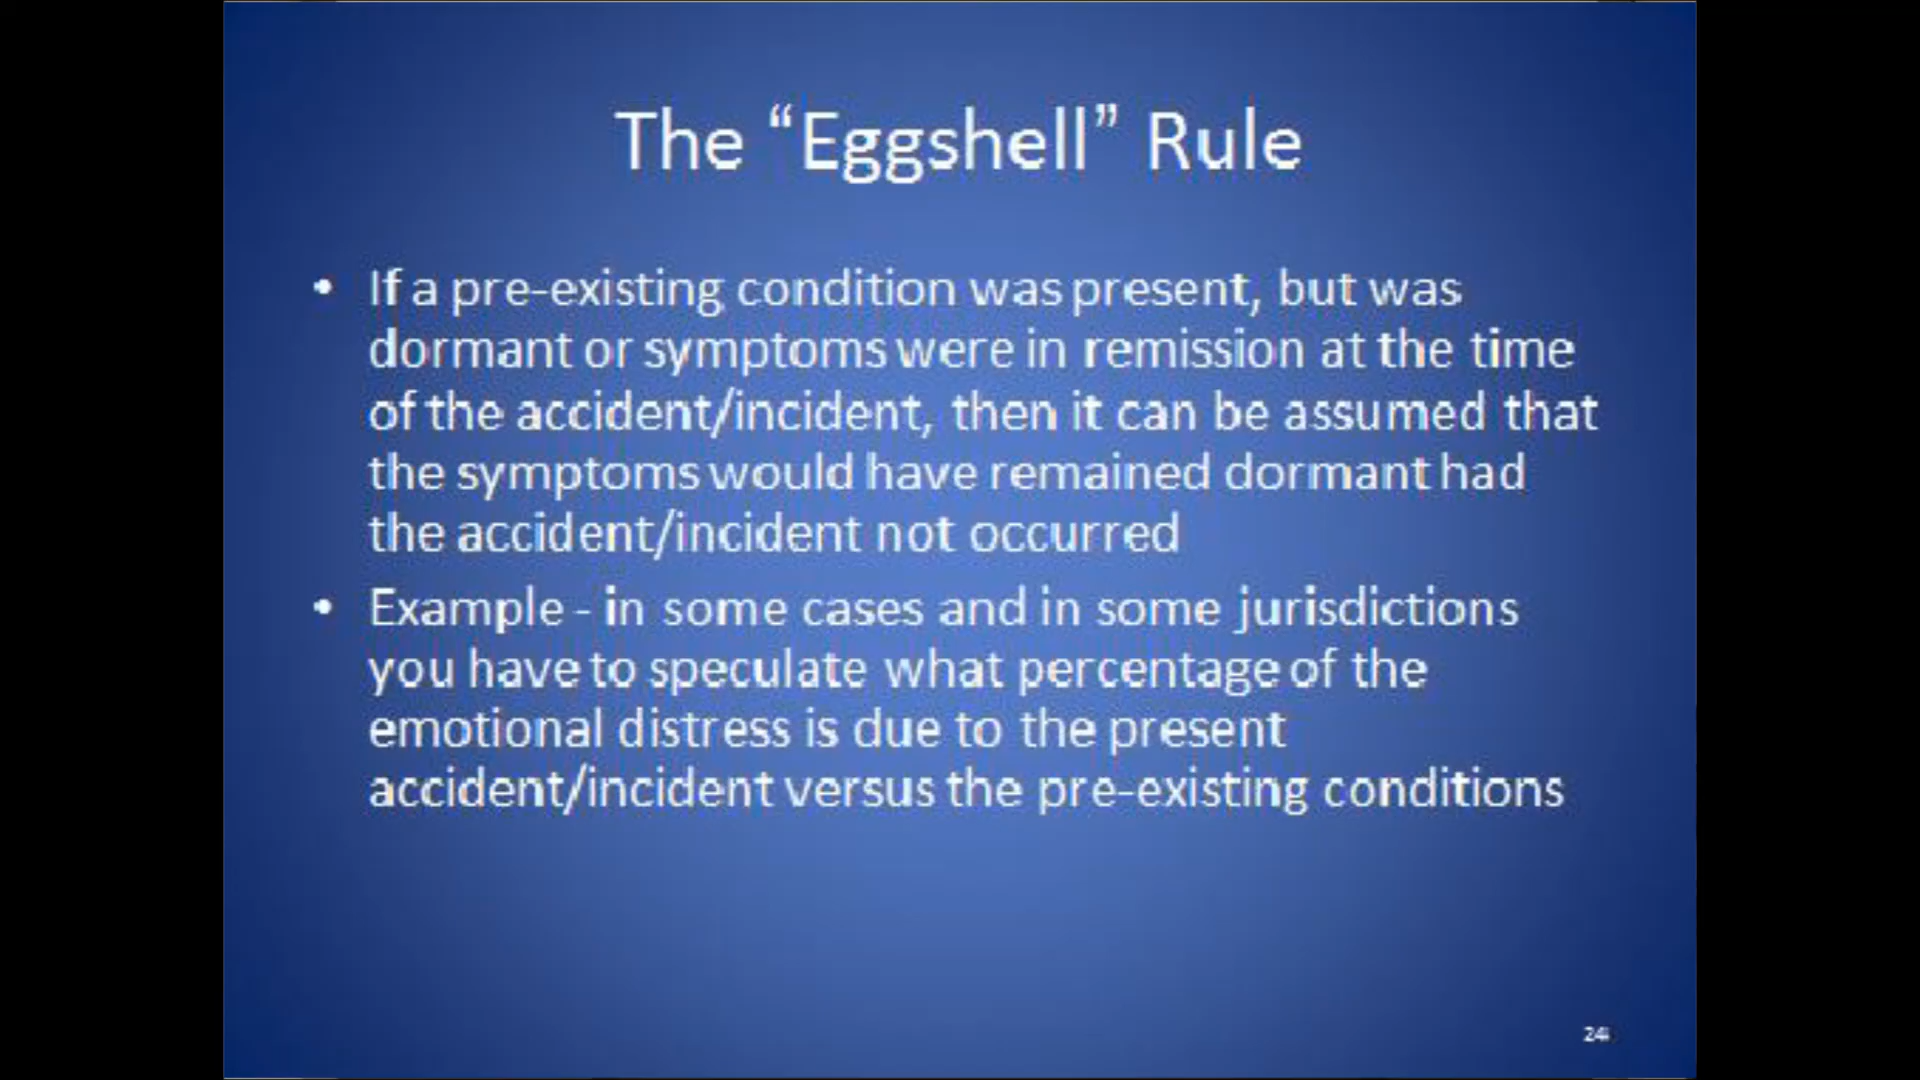 The “Eggshell” Rule
• If a pre-existing condition was present, but was
dormant or symptoms were in remission at the time
of the accident/incident, then it can be assumed that
the symptoms would have remained dormant had
the accident/incident not occurred
• Example - in some cases and in some jurisdictions
you have to speculate what percentage of the
emotional distress is due to the present
accident/incident versus the pre-existing conditions
24